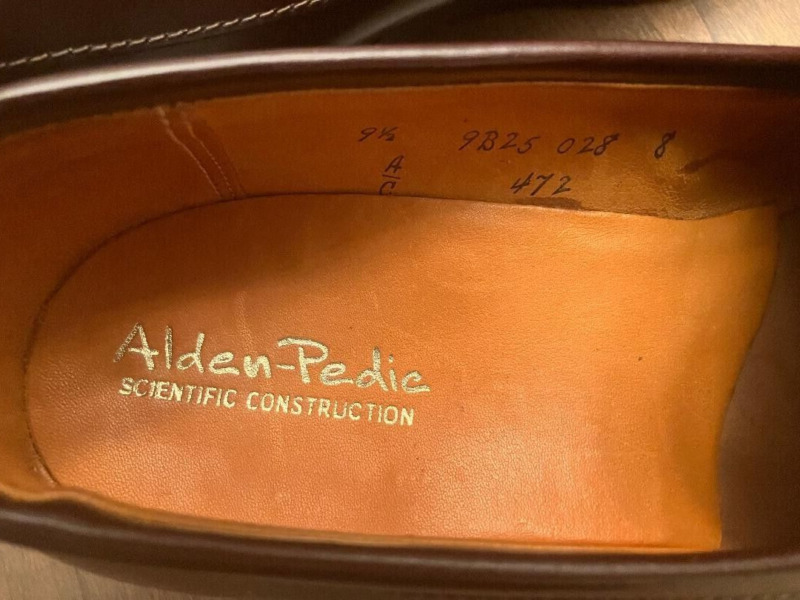 9½ 9B25 028 8
A/C 472
Alden-Pedic
SCIENTIFIC CONSTRUCTION